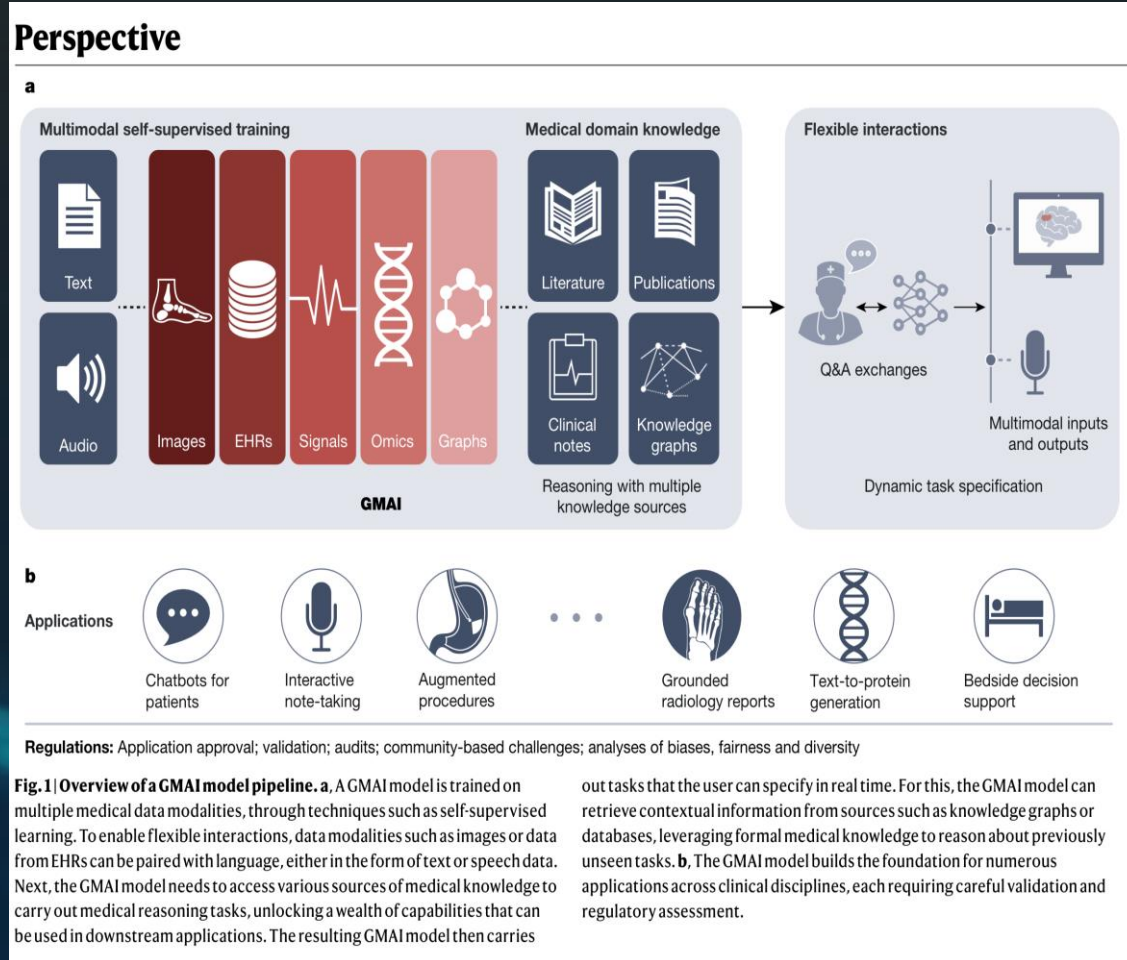 Perspective
a
Multimodal self-supervised training
Medical domain knowledge
Flexible interactions
Text
Audio
Images
EHRs
Signals
Omics
Graphs
GMAI
Literature
Publications
Clinical
notes
Knowledge
graphs
Reasoning with multiple
knowledge sources
Q&A exchanges
Multimodal inputs
and outputs
Dynamic task specification
b
Applications
Chatbots for
patients
Interactive
note-taking
Augmented
procedures
Grounded
radiology reports
Text-to-protein
generation
Bedside decision
support
Regulations: Application approval; validation; audits; community-based challenges; analyses of biases, fairness and diversity
Fig. 1 | Overview of a GMAI model pipeline. a, A GMAI model is trained on
multiple medical data modalities, through techniques such as self-supervised
learning. To enable flexible interactions, data modalities such as images or data
from EHRs can be paired with language, either in the form of text or speech data.
Next, the GMAI model needs to access various sources of medical knowledge to
carry out medical reasoning tasks, unlocking a wealth of capabilities that can
be used in downstream applications. The resulting GMAI model then carries
out tasks that the user can specify in real time. For this, the GMAI model can
retrieve contextual information from sources such as knowledge graphs or
databases, leveraging formal medical knowledge to reason about previously
unseen tasks. b, The GMAI model builds the foundation for numerous
applications across clinical disciplines, each requiring careful validation and
regulatory assessment.